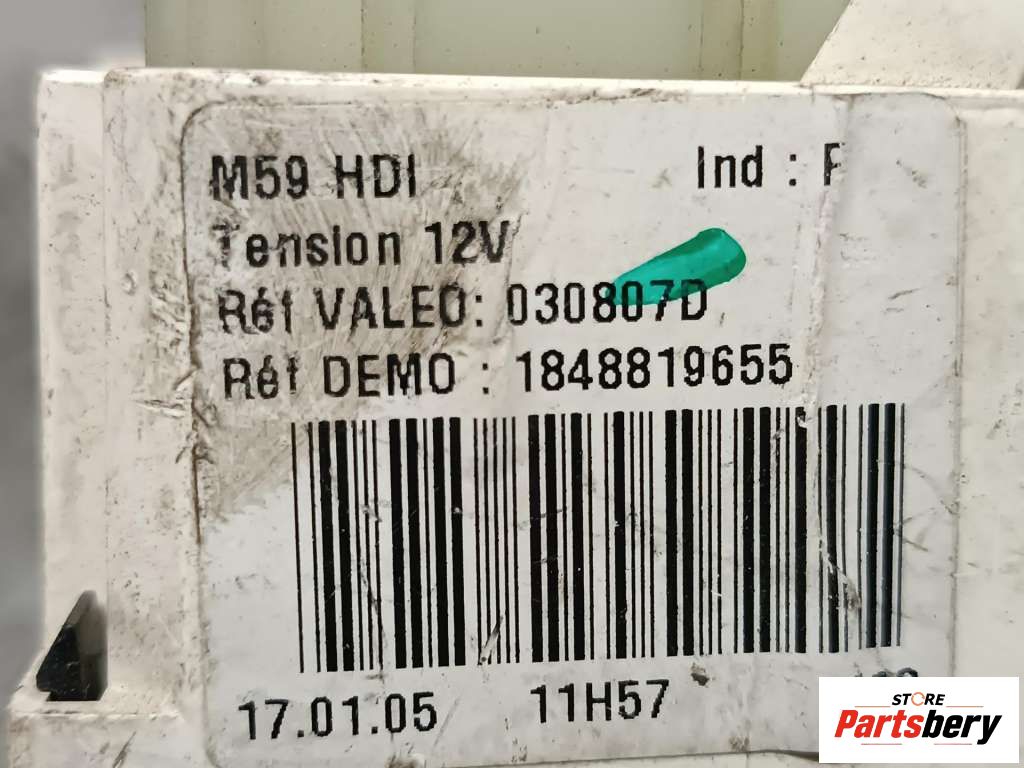 M59 HDI Ind : F
Tension 12V
Réf VALEO: 030807D
Réf DEMO : 1848819655
17.01.05 11H57
STORE
Partsbery